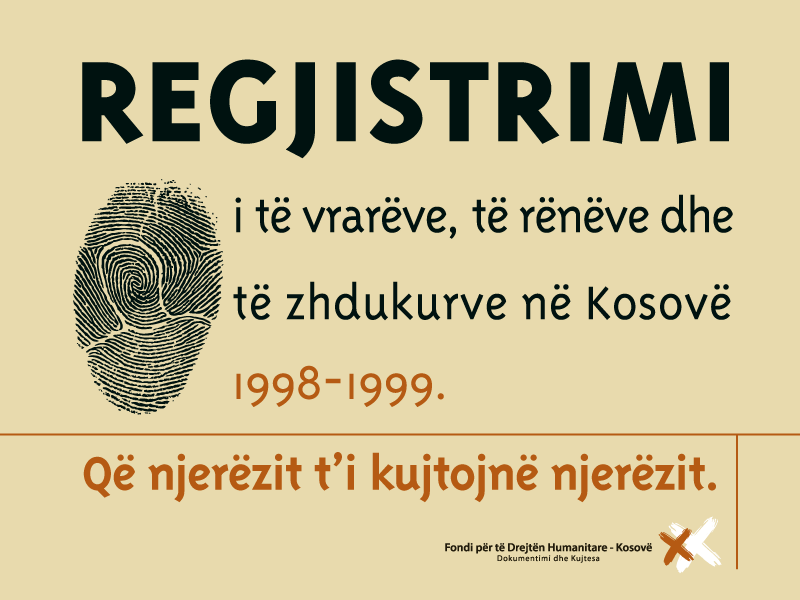 REGJISTRIMI
i të vrarëve, të rënëve dhe
të zhdukurve në Kosovë
1998-1999.
Që njerëzit t'i kujtojnë njerëzit.
Fondi për të Drejtën Humanitare - Kosovë
Dokumentimi dhe Kujtesa